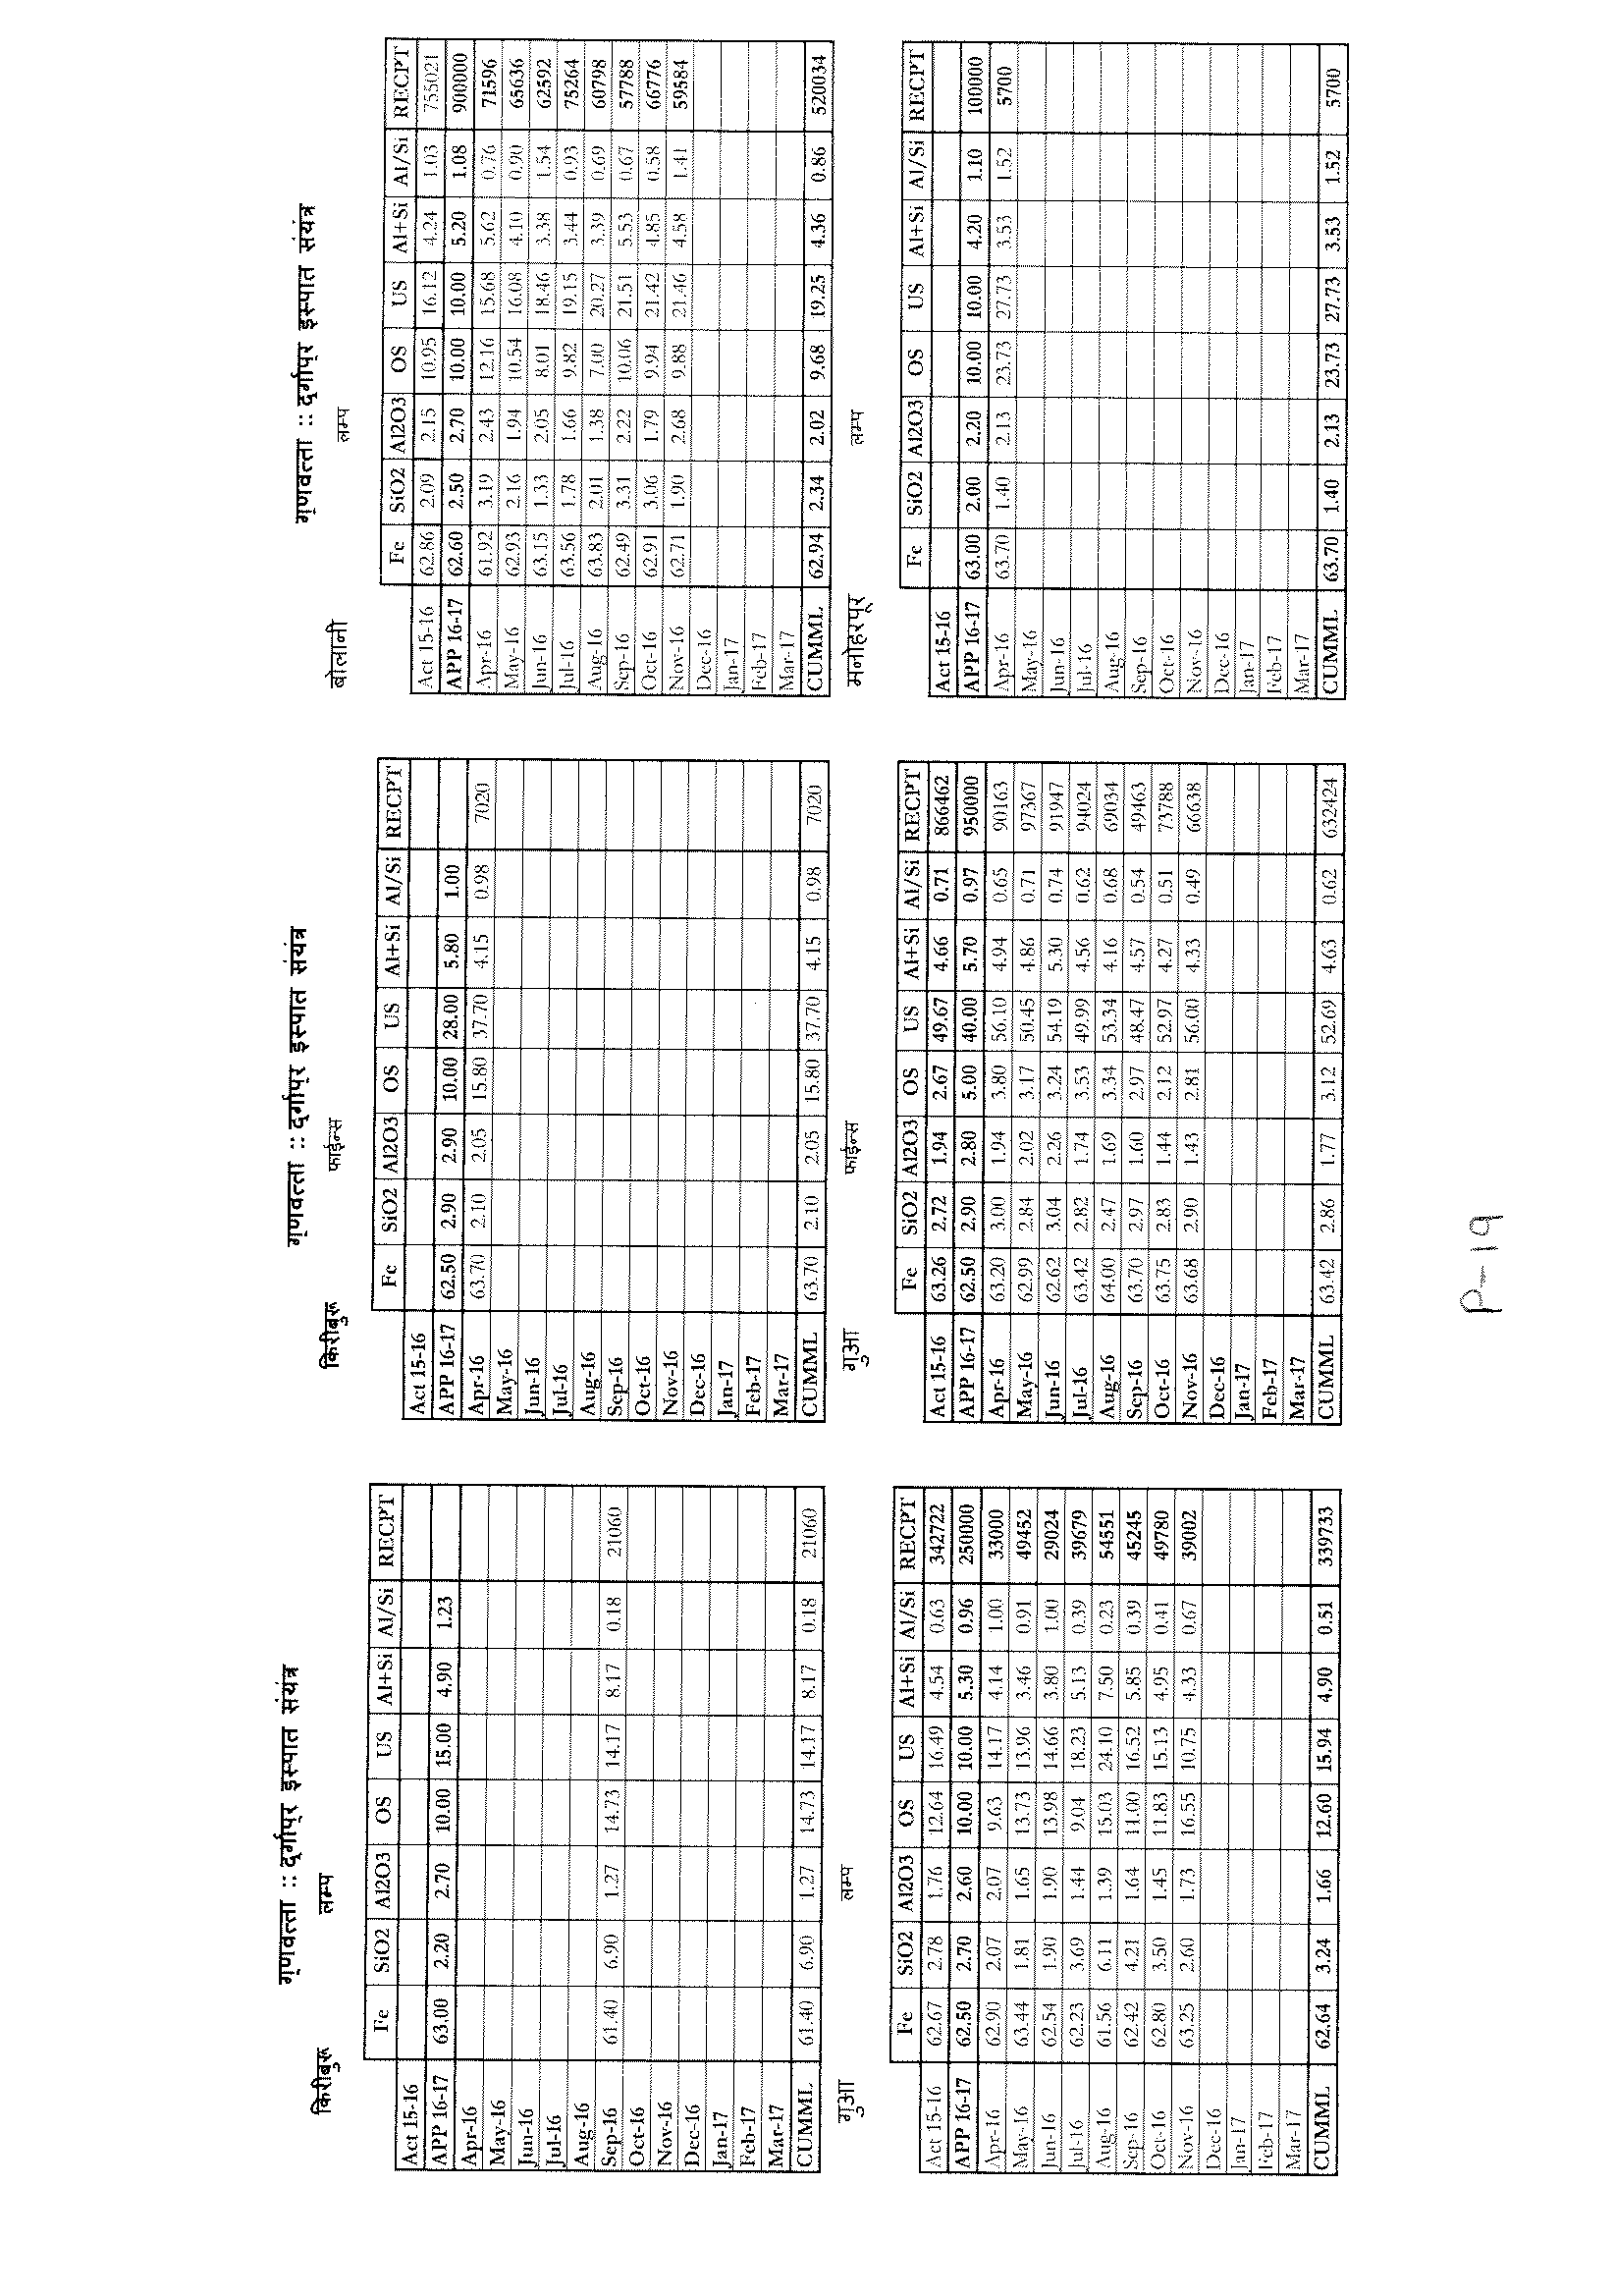 गुणवत्ता :: दुर्गापुर इस्पात संयंत्र
किरीबुरू लम्प
Fe SiO2 Al2O3 OS US Al+Si Al/Si RECPT
Act 15-16
APP 16-17 63.00 2.20 2.70 10.00 15.00 4.90 1.23
Apr-16
May-16
Jun-16
Jul-16
Aug-16
Sep-16 61.40 6.90 1.27 14.73 14.17 8.17 0.18 21060
Oct-16
Nov-16
Dec-16
Jan-17
Feb-17
Mar-17
CUMML 61.40 6.90 1.27 14.73 14.17 8.17 0.18 21060
गुआ लम्प
Fe SiO2 Al2O3 OS US Al+Si Al/Si RECPT
Act 15-16 62.67 2.78 1.76 12.64 16.49 4.54 0.63 342722
APP 16-17 62.50 2.70 2.60 10.00 10.00 5.30 0.96 250000
Apr-16 62.90 2.07 2.07 9.63 14.17 4.14 1.00 33000
May-16 63.44 1.81 1.65 13.73 13.96 3.46 0.91 49452
Jun-16 62.54 1.90 1.90 13.98 14.66 3.80 1.00 29024
Jul-16 62.23 3.69 1.44 9.04 18.23 5.13 0.39 39679
Aug-16 61.56 6.11 1.39 15.03 24.10 7.50 0.23 54551
Sep-16 62.42 4.21 1.64 11.00 16.52 5.85 0.39 45245
Oct-16 62.80 3.50 1.45 11.83 15.13 4.95 0.41 49780
Nov-16 63.25 2.60 1.73 16.55 10.75 4.33 0.67 39002
Dec-16
Jan-17
Feb-17
Mar-17
CUMML 62.64 3.24 1.66 12.60 15.94 4.90 0.51 339733
गुणवत्ता :: दुर्गापुर इस्पात संयंत्र
किरीबुरू फाईन्स
Fe SiO2 Al2O3 OS US Al+Si Al/Si RECPT
Act 15-16
APP 16-17 62.50 2.90 2.90 10.00 28.00 5.80 1.00
Apr-16 63.70 2.10 2.05 15.80 37.70 4.15 0.98 7020
May-16
Jun-16
Jul-16
Aug-16
Sep-16
Oct-16
Nov-16
Dec-16
Jan-17
Feb-17
Mar-17
CUMML 63.70 2.10 2.05 15.80 37.70 4.15 0.98 7020
गुआ फाईन्स
Fe SiO2 Al2O3 OS US Al+Si Al/Si RECPT
Act 15-16 63.26 2.72 1.94 2.67 49.67 4.66 0.71 866462
APP 16-17 62.50 2.90 2.80 5.00 40.00 5.70 0.97 950000
Apr-16 63.20 3.00 1.94 3.80 56.10 4.94 0.65 90163
May-16 62.99 2.84 2.02 3.17 50.45 4.86 0.71 97367
Jun-16 62.62 3.04 2.26 3.24 54.19 5.30 0.74 91947
Jul-16 63.42 2.82 1.74 3.53 49.99 4.56 0.62 94024
Aug-16 64.00 2.47 1.69 3.34 53.34 4.16 0.68 69034
Sep-16 63.70 2.97 1.60 2.97 48.47 4.57 0.54 49463
Oct-16 63.75 2.83 1.44 2.12 52.97 4.27 0.51 73788
Nov-16 63.68 2.90 1.43 2.81 56.00 4.33 0.49 66638
Dec-16
Jan-17
Feb-17
Mar-17
CUMML 63.42 2.86 1.77 3.12 52.69 4.63 0.62 632424
गुणवत्ता :: दुर्गापुर इस्पात संयंत्र
बोलानी लम्प
Fe SiO2 Al2O3 OS US Al+Si Al/Si RECPT
Act 15-16 62.86 2.09 2.15 10.95 16.12 4.24 1.03 755021
APP 16-17 62.60 2.50 2.70 10.00 10.00 5.20 1.08 900000
Apr-16 61.92 3.19 2.43 12.16 15.68 5.62 0.76 71596
May-16 62.93 2.16 1.94 10.54 16.08 4.10 0.90 65636
Jun-16 63.15 1.33 2.05 8.01 18.46 3.38 1.54 62592
Jul-16 63.56 1.78 1.66 9.82 19.15 3.44 0.93 75264
Aug-16 63.83 2.01 1.38 7.00 20.27 3.39 0.69 60798
Sep-16 62.49 3.31 2.22 10.06 21.51 5.53 0.67 57788
Oct-16 62.91 3.06 1.79 9.94 21.42 4.85 0.58 66776
Nov-16 62.71 1.90 2.68 9.88 21.46 4.58 1.41 59584
Dec-16
Jan-17
Feb-17
Mar-17
CUMML 62.94 2.34 2.02 9.68 19.25 4.36 0.86 520034
मनोहरपूर लम्प
Fe SiO2 Al2O3 OS US Al+Si Al/Si RECPT
Act 15-16
APP 16-17 63.00 2.00 2.20 10.00 10.00 4.20 1.10 100000
Apr-16 63.70 1.40 2.13 23.73 27.73 3.53 1.52 5700
May-16
Jun-16
Jul-16
Aug-16
Sep-16
Oct-16
Nov-16
Dec-16
Jan-17
Feb-17
Mar-17
CUMML 63.70 1.40 2.13 23.73 27.73 3.53 1.52 5700
P-19